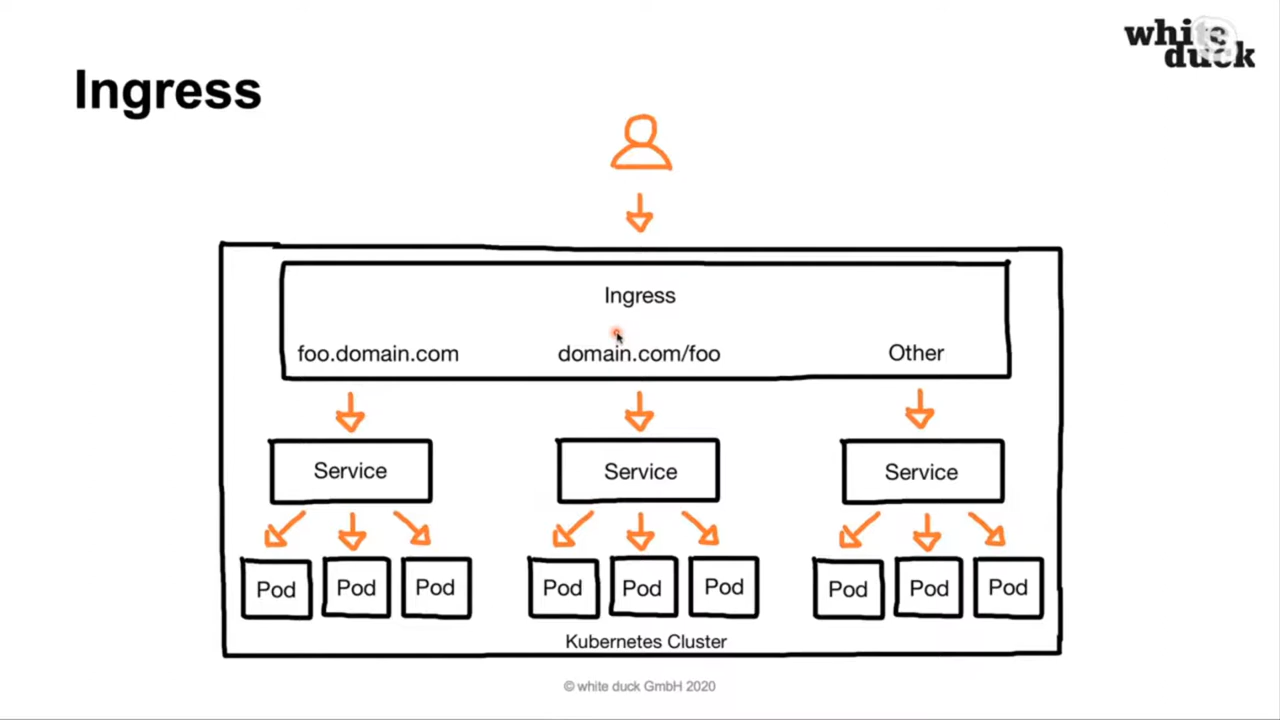 white
duck
Ingress
Ingress
foo.domain.com domain.com/foo Other
Service Service Service
Pod Pod Pod Pod Pod Pod Pod Pod Pod
Kubernetes Cluster
© white duck GmbH 2020